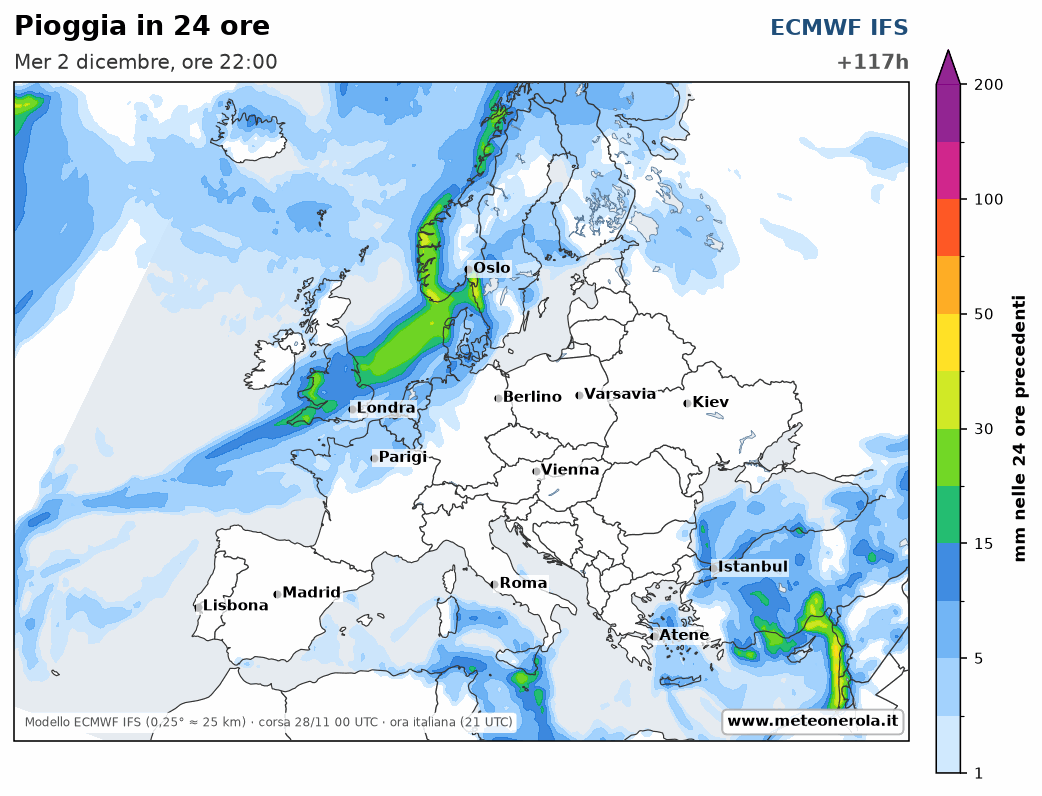 Pioggia in 24 ore
ECMWF IFS
Mer 2 dicembre, ore 22:00
+117h
Oslo
Londra
Berlino
Varsavia
Kiev
Parigi
Vienna
Istanbul
Roma
Madrid
Lisbona
Atene
Modello ECMWF IFS (0,25° ≈ 25 km) · corsa 28/11 00 UTC · ora italiana (21 UTC)
www.meteonerola.it
200
100
50
30
15
5
1
mm nelle 24 ore precedenti